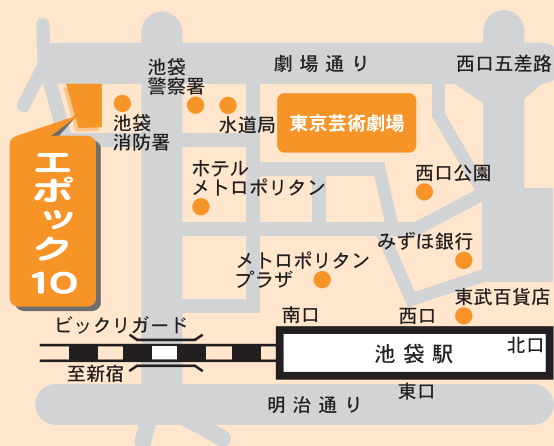 劇場通り
西口五差路
池袋
警察署
池袋
消防署
水道局
東京芸術劇場
エポック
10
ホテル
メトロポリタン
西口公園
みずほ銀行
メトロポリタン
プラザ
東武百貨店
南口
西口
ビックリガード
池袋駅
北口
至新宿
東口
明治通り